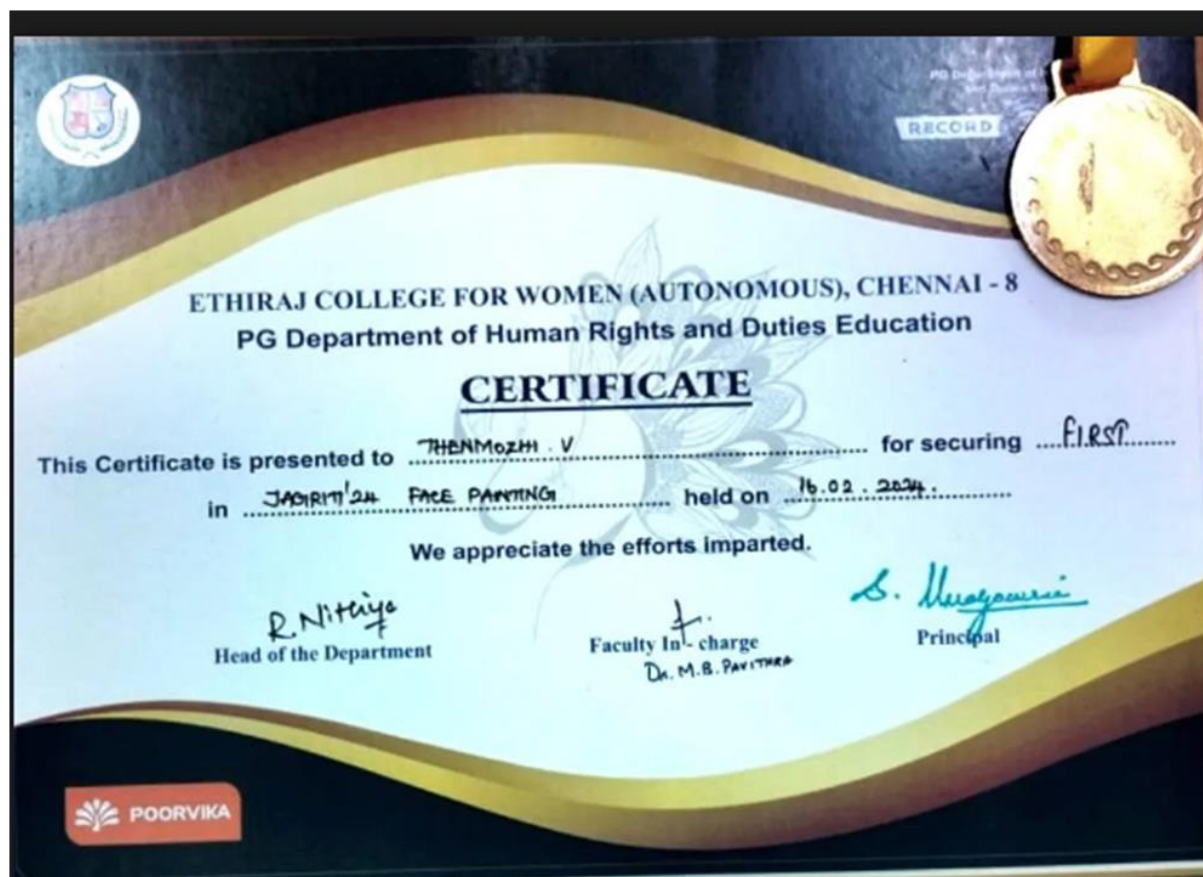 RECORD
ETHIRAJ COLLEGE FOR WOMEN (AUTONOMOUS), CHENNAI - 8
PG Department of Human Rights and Duties Education
CERTIFICATE
This Certificate is presented to THENMOZHI . V for securing FIRST
in JAGIRITI'24 FACE PAINTING held on 16.02.2024.
We appreciate the efforts imparted.
R. Nithiya
Head of the Department
Faculty In - charge
Dr. M.B. PAVITHRA
S.
Principal
POORVIKA